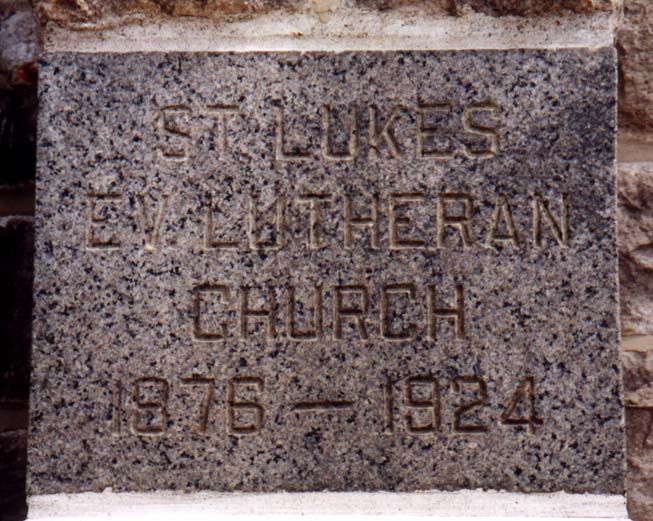 ST. LUKES
EV. LUTHERAN
CHURCH
1876 — 1924